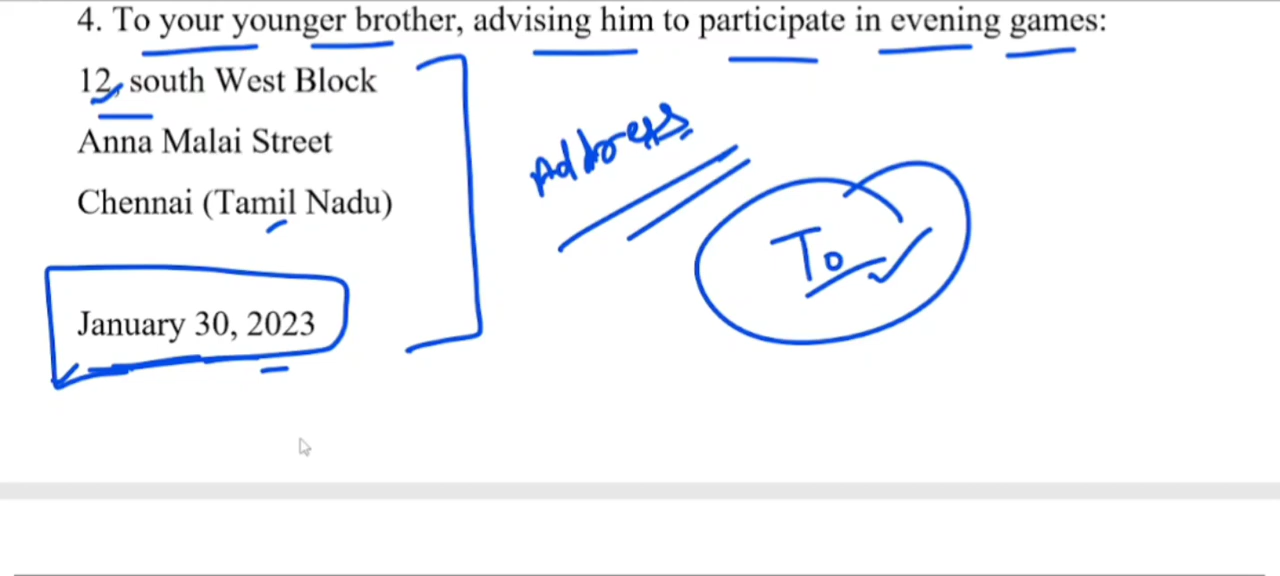 4. To your younger brother, advising him to participate in evening games:
12, south West Block
Anna Malai Street
Chennai (Tamil Nadu)
Address
To
January 30, 2023